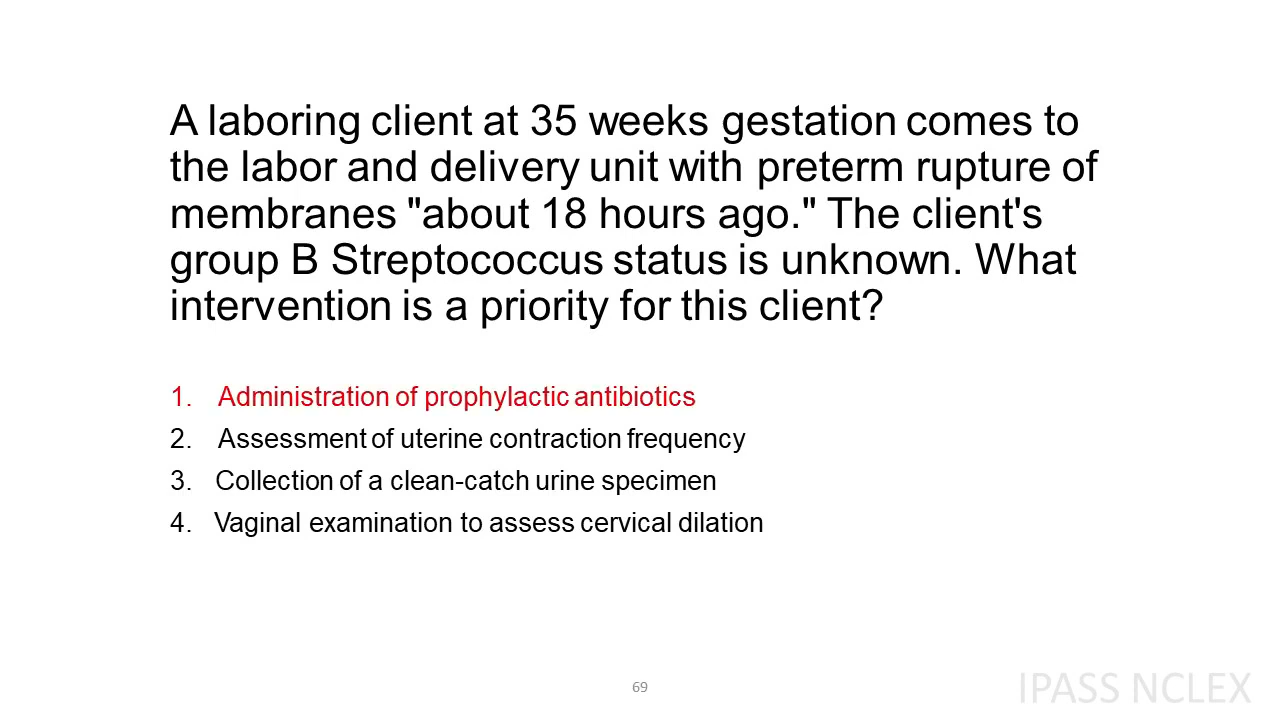 A laboring client at 35 weeks gestation comes to
the labor and delivery unit with preterm rupture of
membranes "about 18 hours ago." The client's
group B Streptococcus status is unknown. What
intervention is a priority for this client?
1. Administration of prophylactic antibiotics
2. Assessment of uterine contraction frequency
3. Collection of a clean-catch urine specimen
4. Vaginal examination to assess cervical dilation
69
IPASS NCLEX